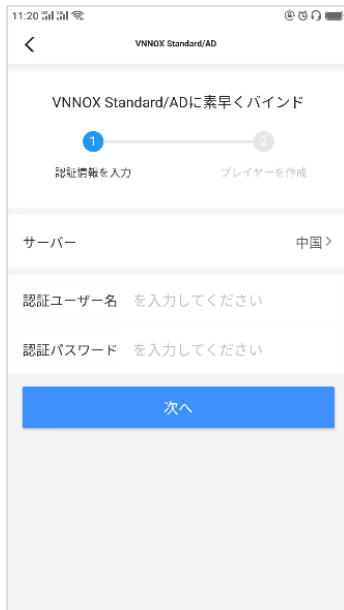 11:20
VNNOX Standard/AD
VNNOX Standard/ADに素早くバインド
1 2
認証情報を入力 プレイヤーを作成
サーバー 中国
認証ユーザー名 を入力してください
認証パスワード を入力してください
次へ